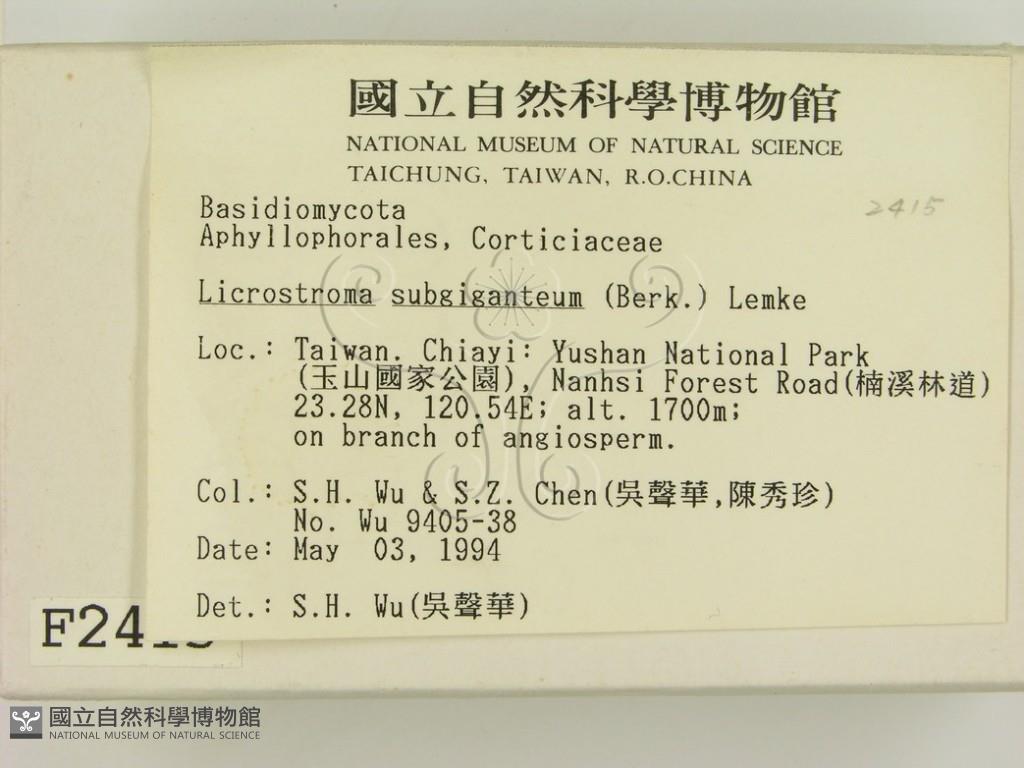 國立自然科學博物館
NATIONAL MUSEUM OF NATURAL SCIENCE
TAICHUNG, TAIWAN, R.O.CHINA
2415
Basidiomycota
Aphyllophorales, Corticiaceae
Licrostroma subgiganteum (Berk.) Lemke
Loc.: Taiwan. Chiayi: Yushan National Park
(玉山國家公園), Nanhsi Forest Road(楠溪林道)
23.28N, 120.54E; alt. 1700m;
on branch of angiosperm.
Col.: S.H. Wu & S.Z. Chen(吳聲華,陳秀珍)
No. Wu 9405-38
Date: May 03, 1994
Det.: S.H. Wu(吳聲華)
F2415
國立自然科學博物館
NATIONAL MUSEUM OF NATURAL SCIENCE